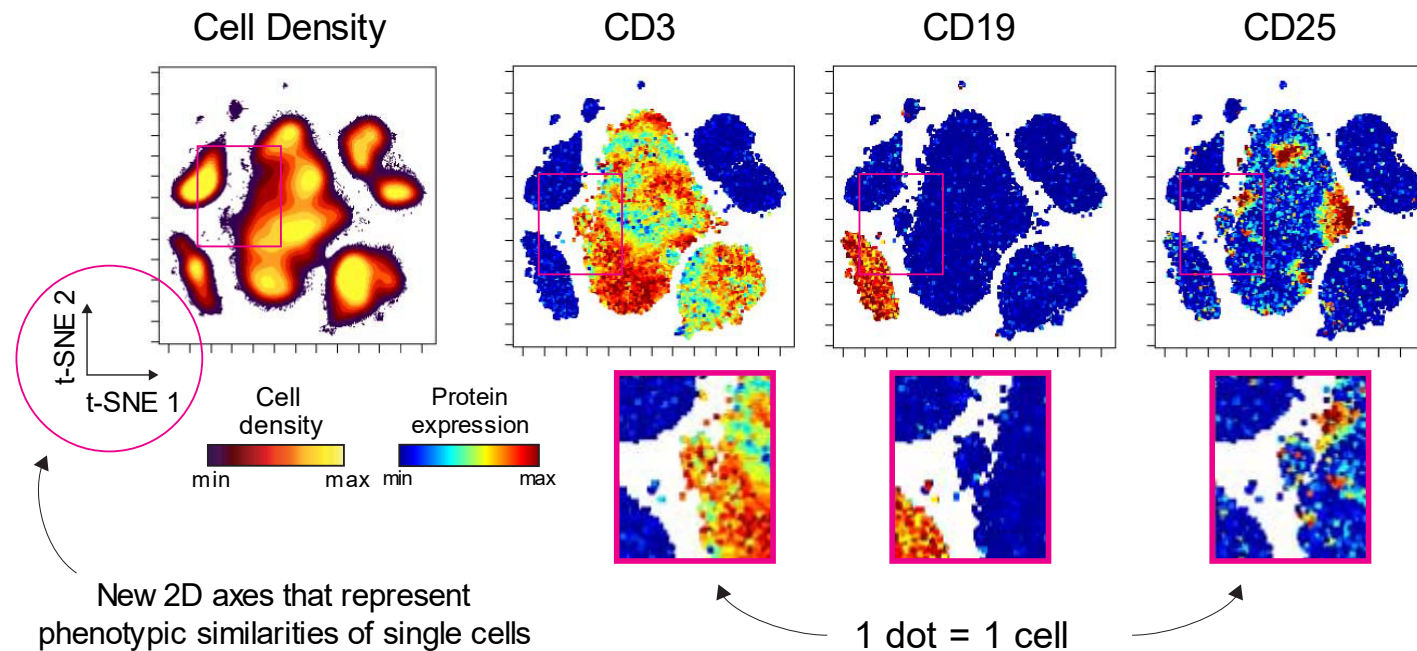 Cell Density
CD3
CD19
CD25
t-SNE 2
t-SNE 1
Cell
density
min max
Protein
expression
min max
New 2D axes that represent
phenotypic similarities of single cells
1 dot = 1 cell